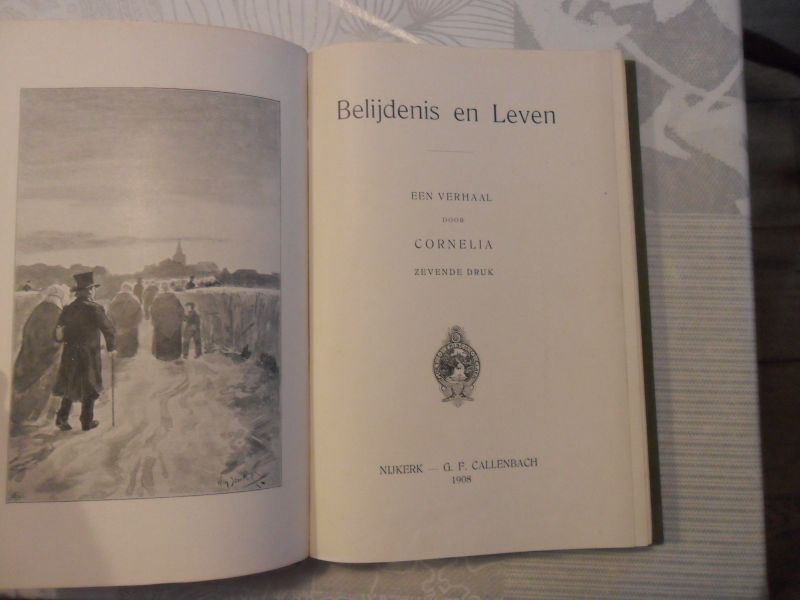 Belijdenis en Leven
EEN VERHAAL
DOOR
CORNELIA
ZEVENDE DRUK
NIJKERK — G. F. CALLENBACH
1908